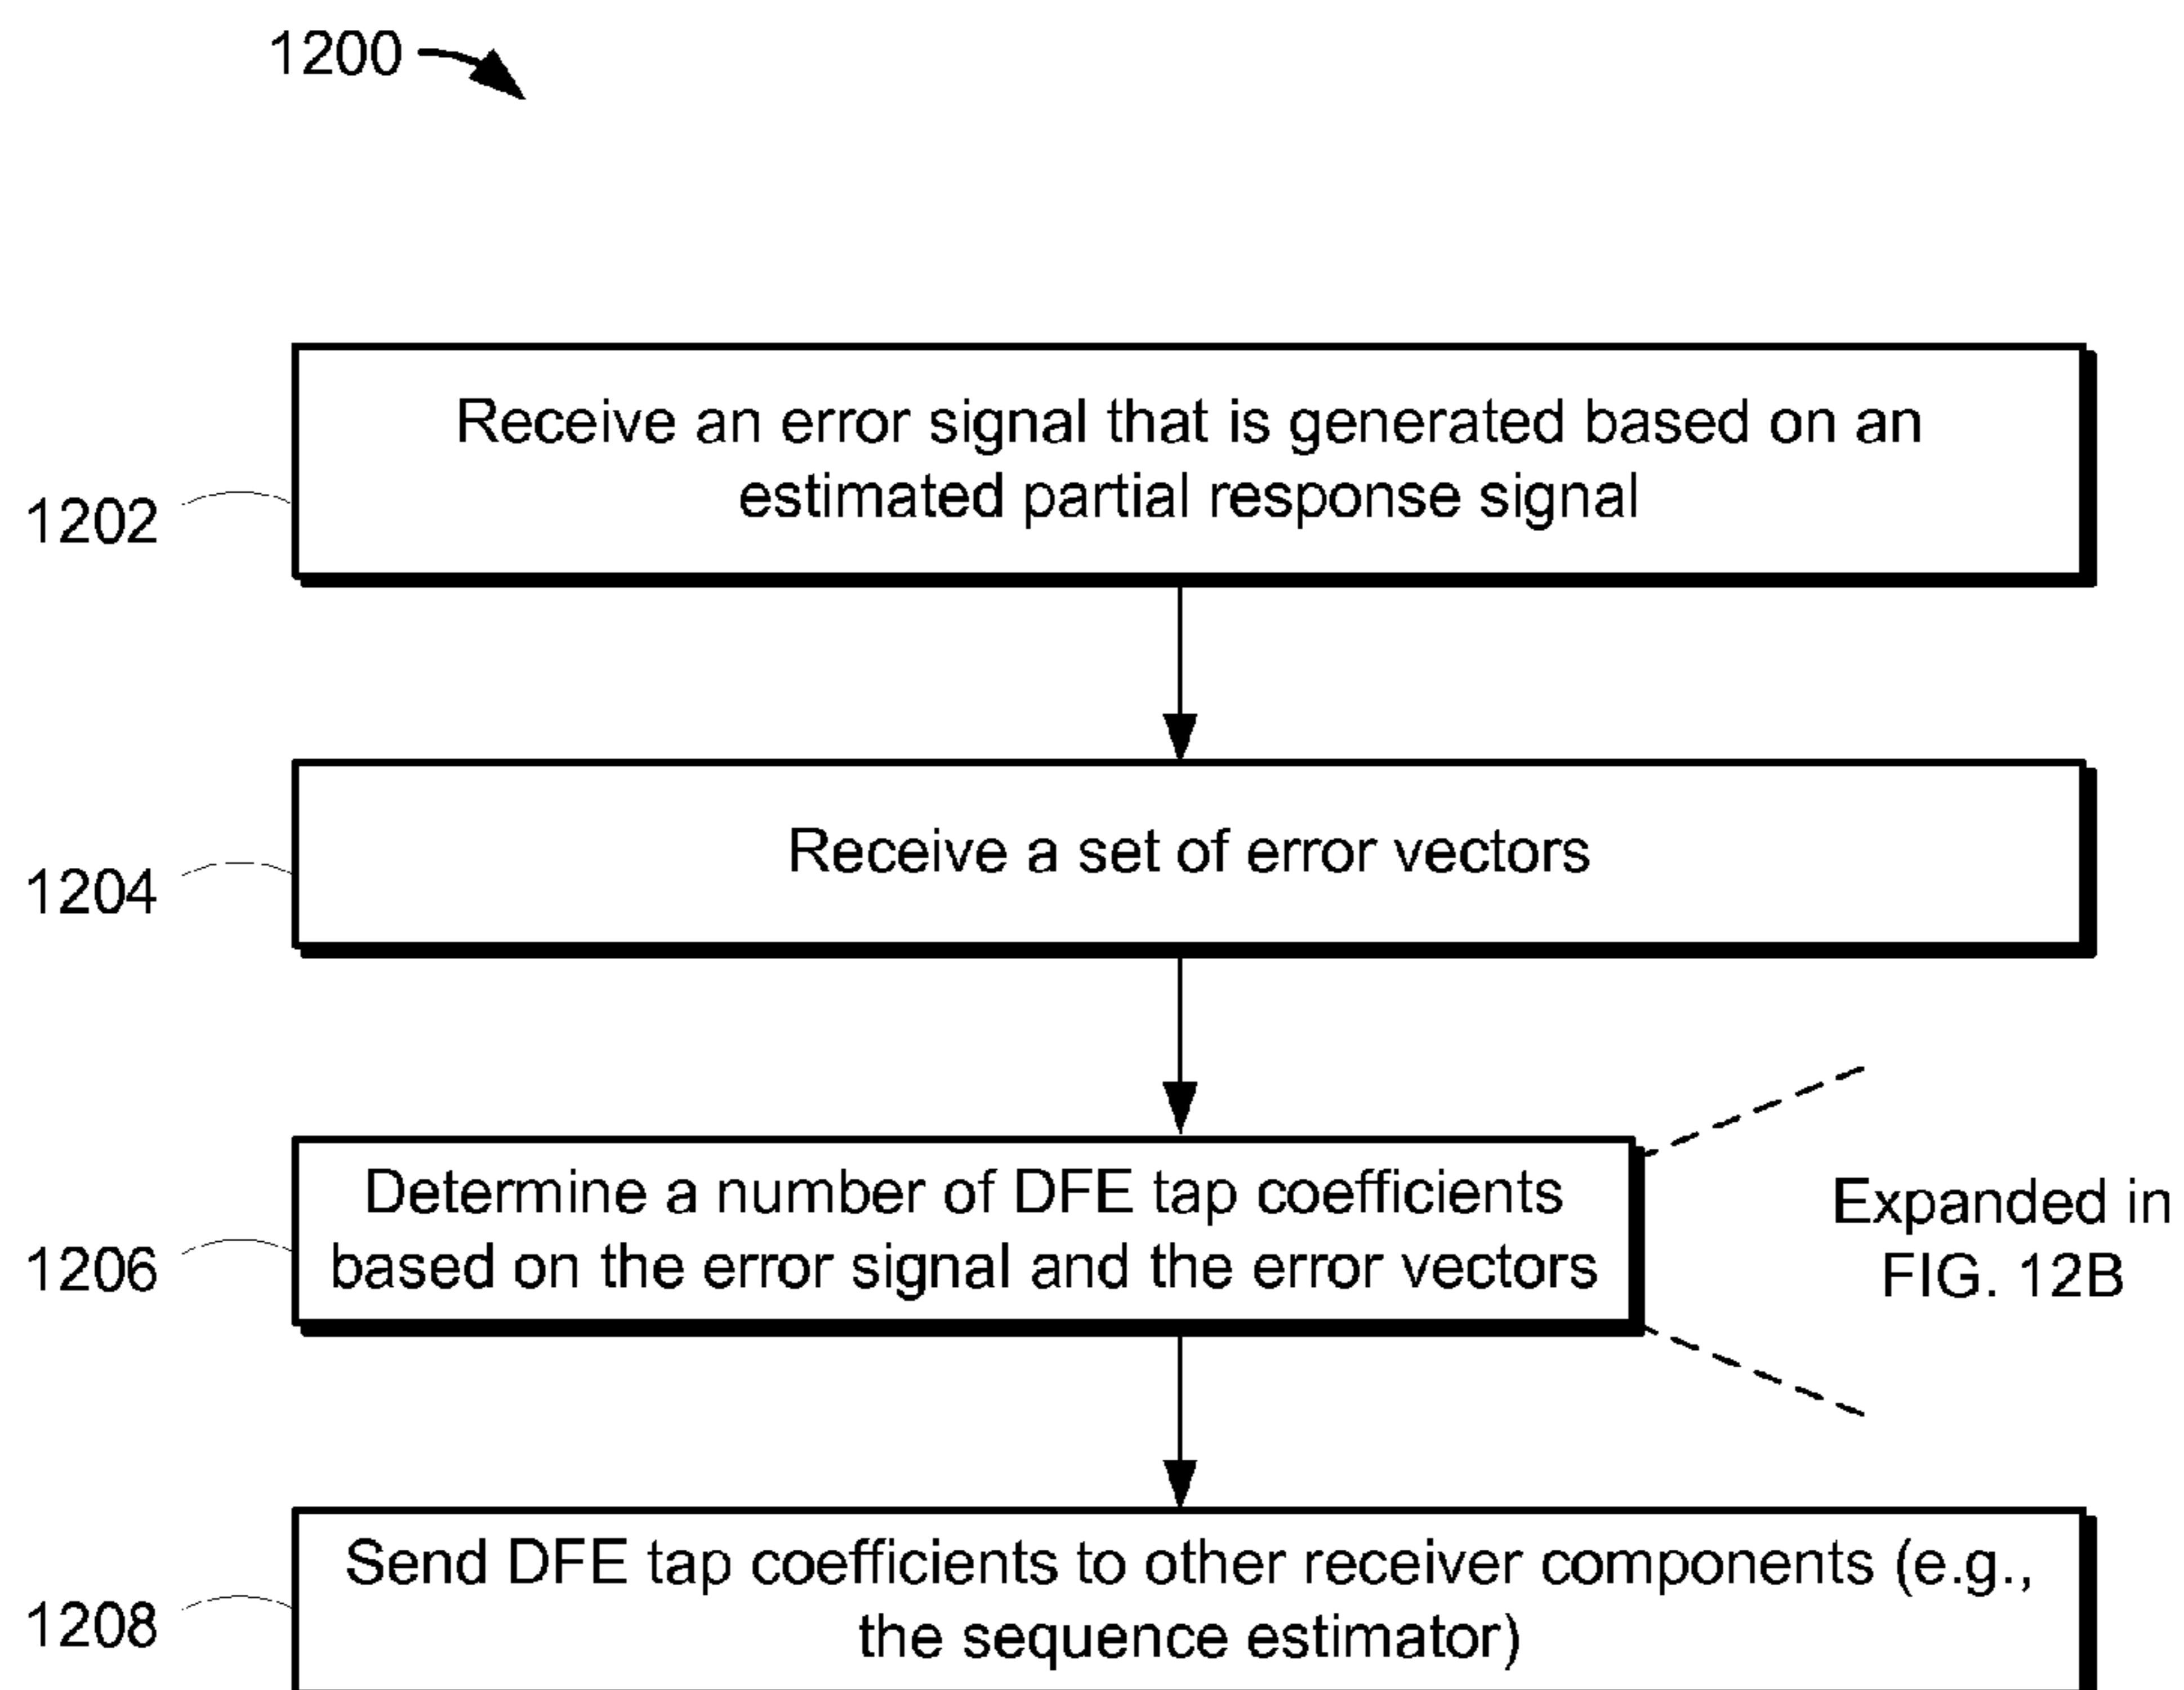 1200
Receive an error signal that is generated based on an
estimated partial response signal
1202
Receive a set of error vectors
1204
Determine a number of DFE tap coefficients
based on the error signal and the error vectors
1206
Expanded in
FIG. 12B
Send DFE tap coefficients to other receiver components (e.g.,
the sequence estimator)
1208